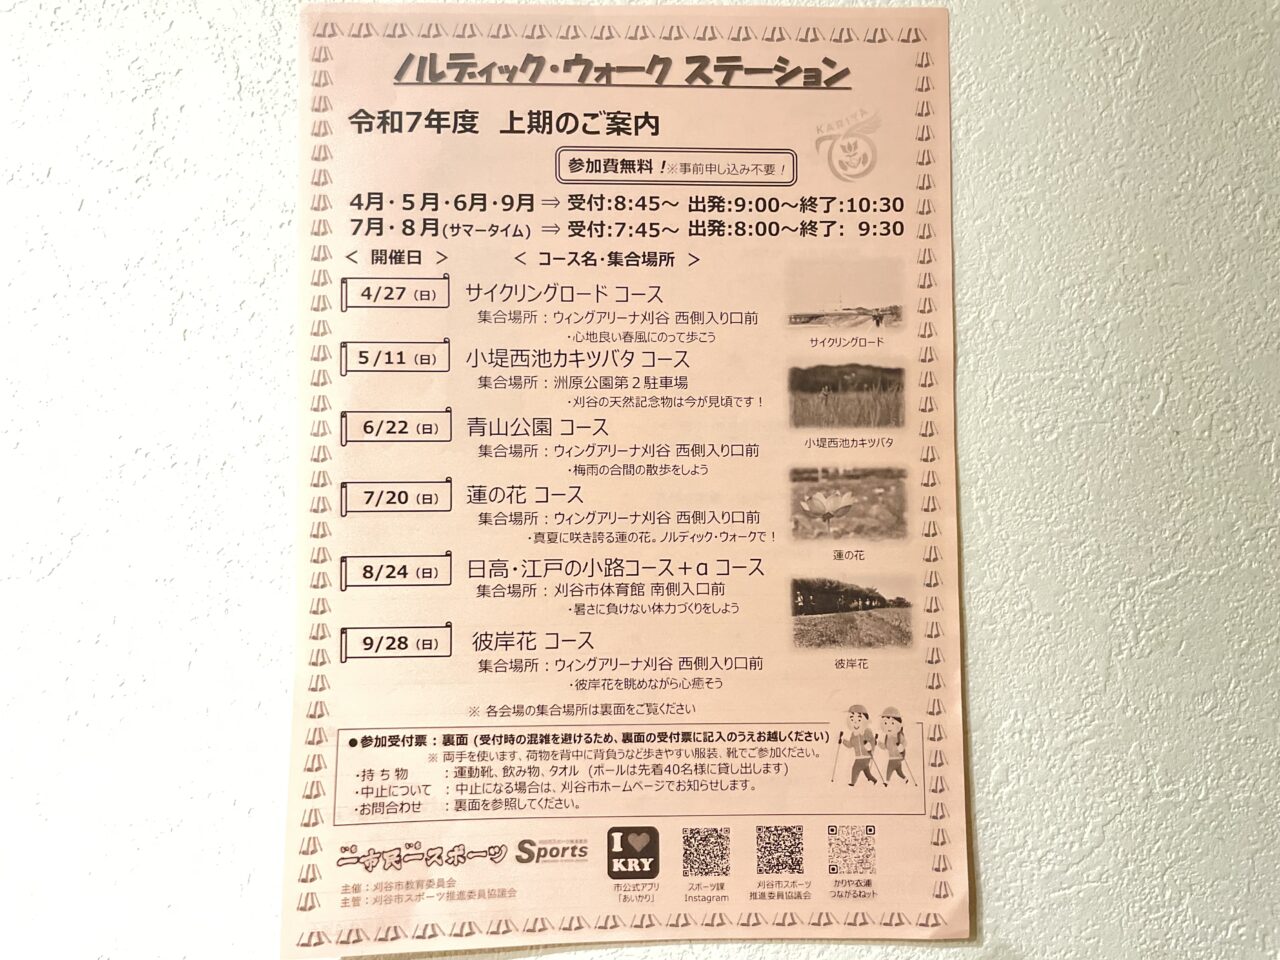 ノルディック・ウォーク ステーション
令和7年度 上期のご案内
KARIYA
参加費無料！※事前申し込み不要！
4月・5月・6月・9月 ⇒ 受付:8:45～ 出発:9:00～終了:10:30
7月・8月(サマータイム) ⇒ 受付:7:45～ 出発:8:00～終了: 9:30
＜ 開催日 ＞ ＜ コース名・集合場所 ＞
4/27（日） サイクリングロード コース
集合場所：ウィングアリーナ刈谷 西側入り口前
・心地良い春風にのって歩こう
サイクリングロード
5/11（日） 小堤西池カキツバタ コース
集合場所：洲原公園第２駐車場
・刈谷の天然記念物は今が見頃です！
小堤西池カキツバタ
6/22（日） 青山公園 コース
集合場所：ウィングアリーナ刈谷 西側入り口前
・梅雨の合間の散歩をしよう
7/20（日） 蓮の花 コース
集合場所：ウィングアリーナ刈谷 西側入り口前
・真夏に咲き誇る蓮の花。ノルディック・ウォークで！
蓮の花
8/24（日） 日高・江戸の小路コース＋α コース
集合場所：刈谷市体育館 南側入口前
・暑さに負けない体力づくりをしよう
9/28（日） 彼岸花 コース
集合場所：ウィングアリーナ刈谷 西側入り口前
・彼岸花を眺めながら心癒そう
彼岸花
※ 各会場の集合場所は裏面をご覧ください
●参加受付票：裏面 (受付時の混雑を避けるため、裏面の受付票に記入のうえお越しください)
※ 両手を使います、荷物を背中に背負うなど歩きやすい服装、靴でご参加ください。
・持 ち 物 ：運動靴、飲み物、タオル (ポールは先着40名様に貸し出します)
・中止について ：中止になる場合は、刈谷市ホームページでお知らせします。
・お問合わせ ：裏面を参照してください。
Sports
主催：刈谷市教育委員会
主管：刈谷市スポーツ推進委員協議会
I ♥
KRY
市公式アプリ
「あいかり」
スポーツ課
Instagram
刈谷市スポーツ
推進委員協議会
かりや衣浦
つながるねット